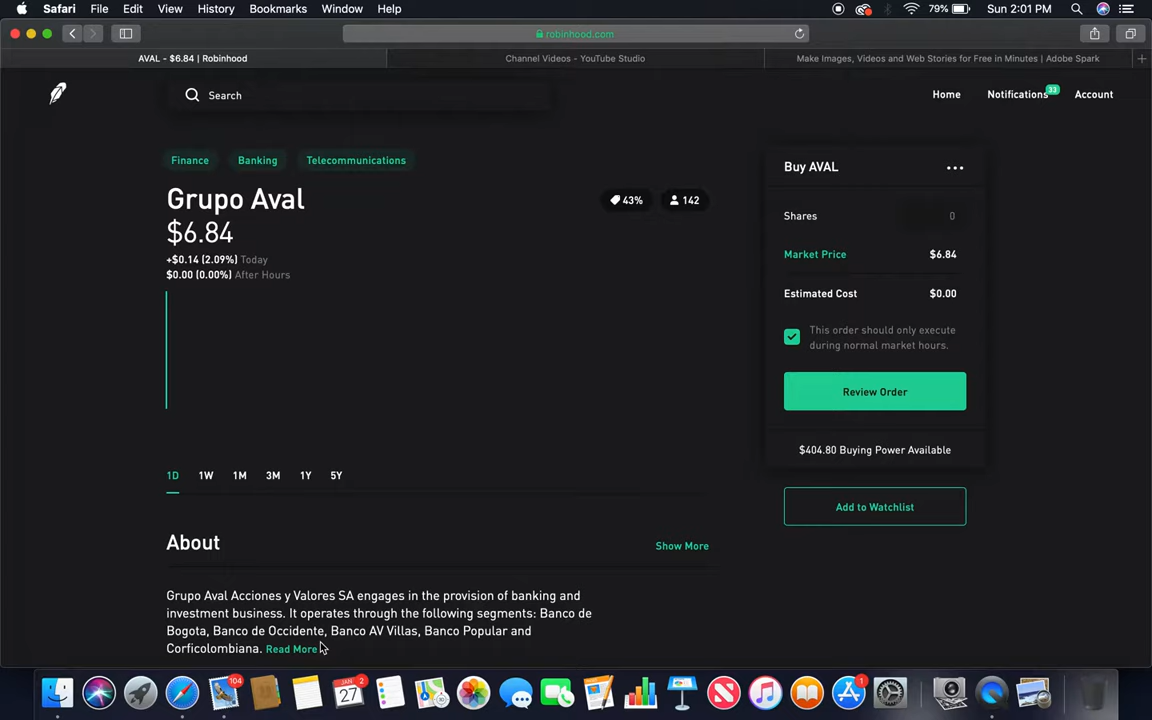 Safari File Edit View History Bookmarks Window Help
79% Sun 2:01 PM
robinhood.com
AVAL - $6.84 | Robinhood
Channel Videos - YouTube Studio
Make Images, Videos and Web Stories for Free in Minutes | Adobe Spark
Search
Home
Notifications 33
Account
Finance
Banking
Telecommunications
Grupo Aval
43%
142
$6.84
+$0.14 (2.09%) Today
$0.00 (0.00%) After Hours
1D 1W 1M 3M 1Y 5Y
About
Show More
Grupo Aval Acciones y Valores SA engages in the provision of banking and
investment business. It operates through the following segments: Banco de
Bogota, Banco de Occidente, Banco AV Villas, Banco Popular and
Corficolombiana. Read More
Buy AVAL
Shares 0
Market Price $6.84
Estimated Cost $0.00
This order should only execute
during normal market hours.
Review Order
$404.80 Buying Power Available
Add to Watchlist
104
JAN
27
2
1